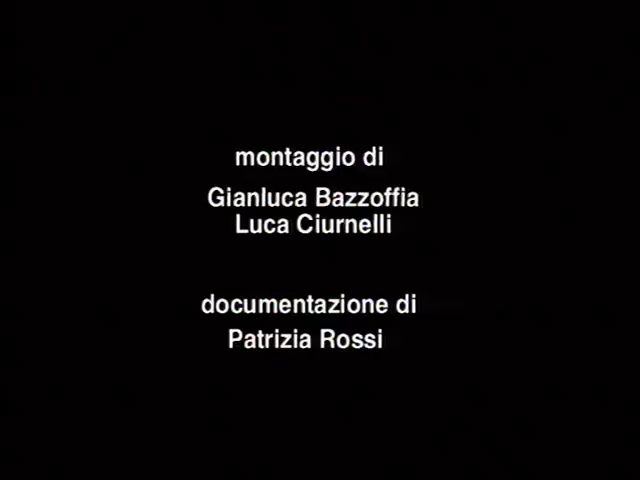 montaggio di
Gianluca Bazzoffia
Luca Ciurnelli
documentazione di
Patrizia Rossi